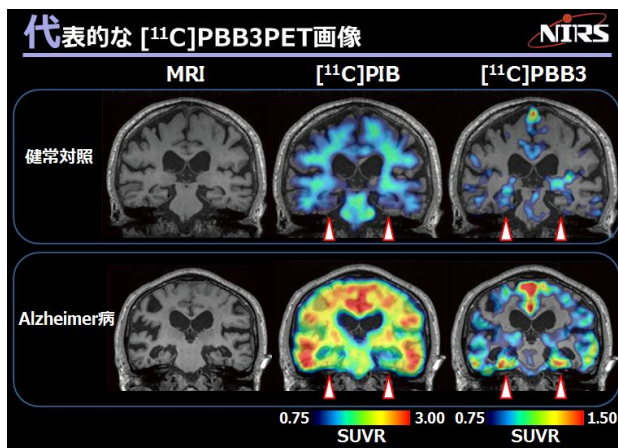 代表的な [¹¹C]PBB3PET画像
NIRS
MRI
[¹¹C]PIB
[¹¹C]PBB3
健常対照
Alzheimer病
0.75 3.00
SUVR
0.75 1.50
SUVR